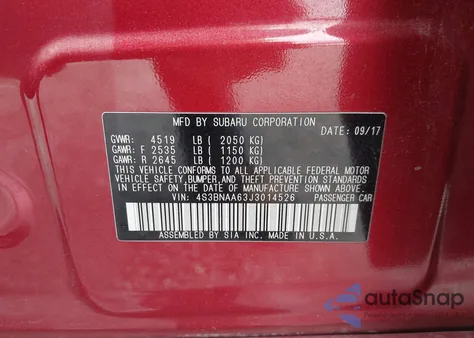 MFD BY SUBARU CORPORATION
DATE: 09/17
GVWR: 4519 LB ( 2050 KG)
GAWR: F 2535 LB ( 1150 KG)
GAWR: R 2645 LB ( 1200 KG)
THIS VEHICLE CONFORMS TO ALL APPLICABLE FEDERAL MOTOR
VEHICLE SAFETY, BUMPER, AND THEFT PREVENTION STANDARDS
IN EFFECT ON THE DATE OF MANUFACTURE SHOWN ABOVE.
VIN: 4S3BNAA63J3014526 PASSENGER CAR
ASSEMBLED BY SIA INC, MADE IN U.S.A.
autoSnap